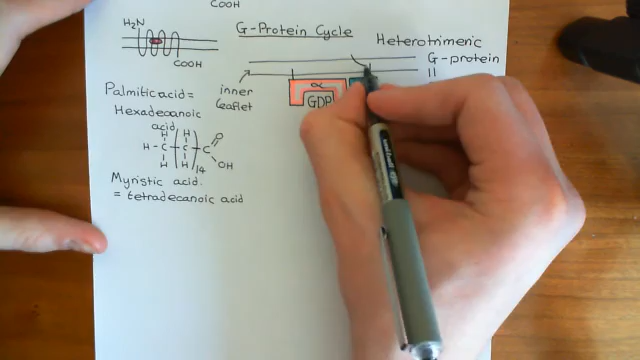 COOH
G-Protein Cycle
H₂N
COOH
Heterotrimeric
G-protein
inner
leaflet
α
GDP
Palmitic acid =
Hexadecanoic
acid
H H O
H-C-C-C
H H 14 OH
Myristic acid.
= tetradecanoic acid